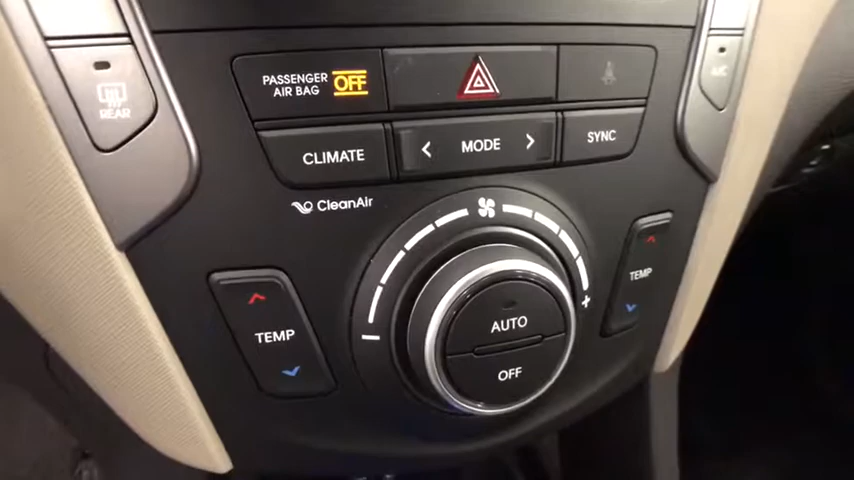 PASSENGER
AIR BAG
OFF
A/C
REAR
CLIMATE
MODE
SYNC
CleanAir
TEMP
TEMP
AUTO
OFF